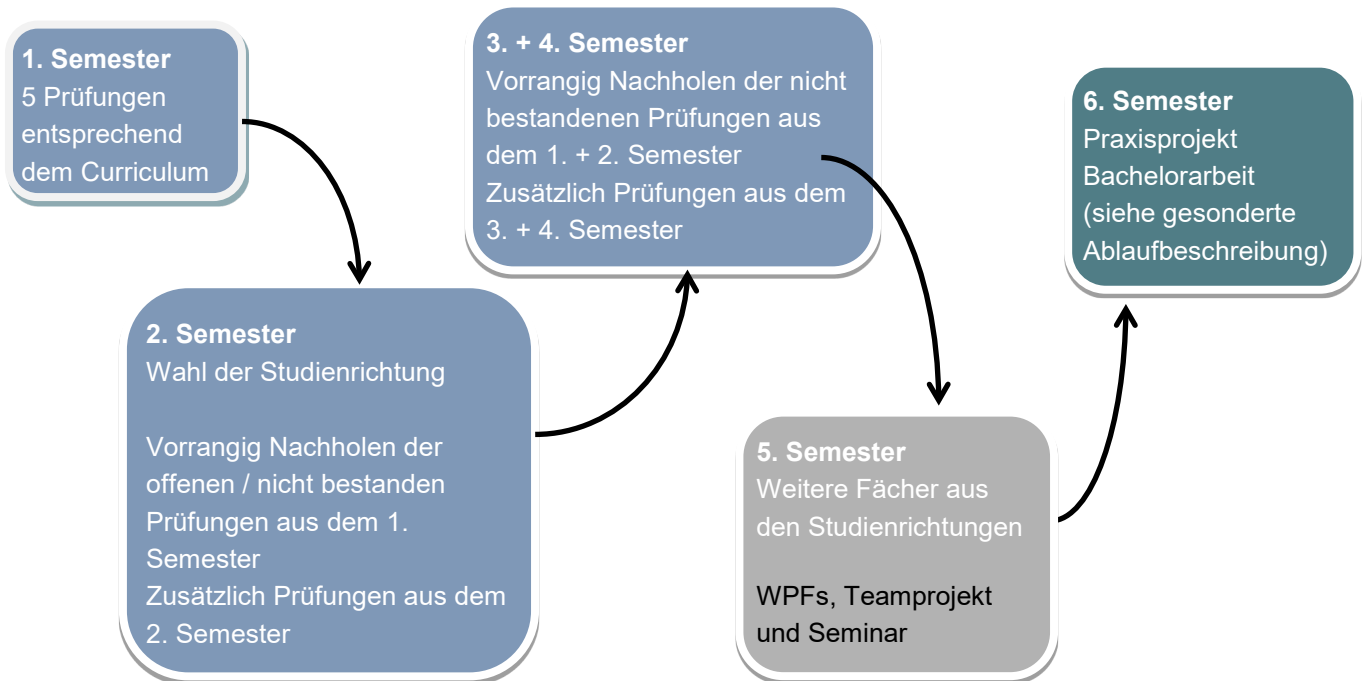 1. Semester
5 Prüfungen
entsprechend
dem Curriculum
2. Semester
Wahl der Studienrichtung
Vorrangig Nachholen der
offenen / nicht bestanden
Prüfungen aus dem 1.
Semester
Zusätzlich Prüfungen aus dem
2. Semester
3. + 4. Semester
Vorrangig Nachholen der nicht
bestandenen Prüfungen aus
dem 1. + 2. Semester
Zusätzlich Prüfungen aus dem
3. + 4. Semester
5. Semester
Weitere Fächer aus
den Studienrichtungen
WPFs, Teamprojekt
und Seminar
6. Semester
Praxisprojekt
Bachelorarbeit
(siehe gesonderte
Ablaufbeschreibung)